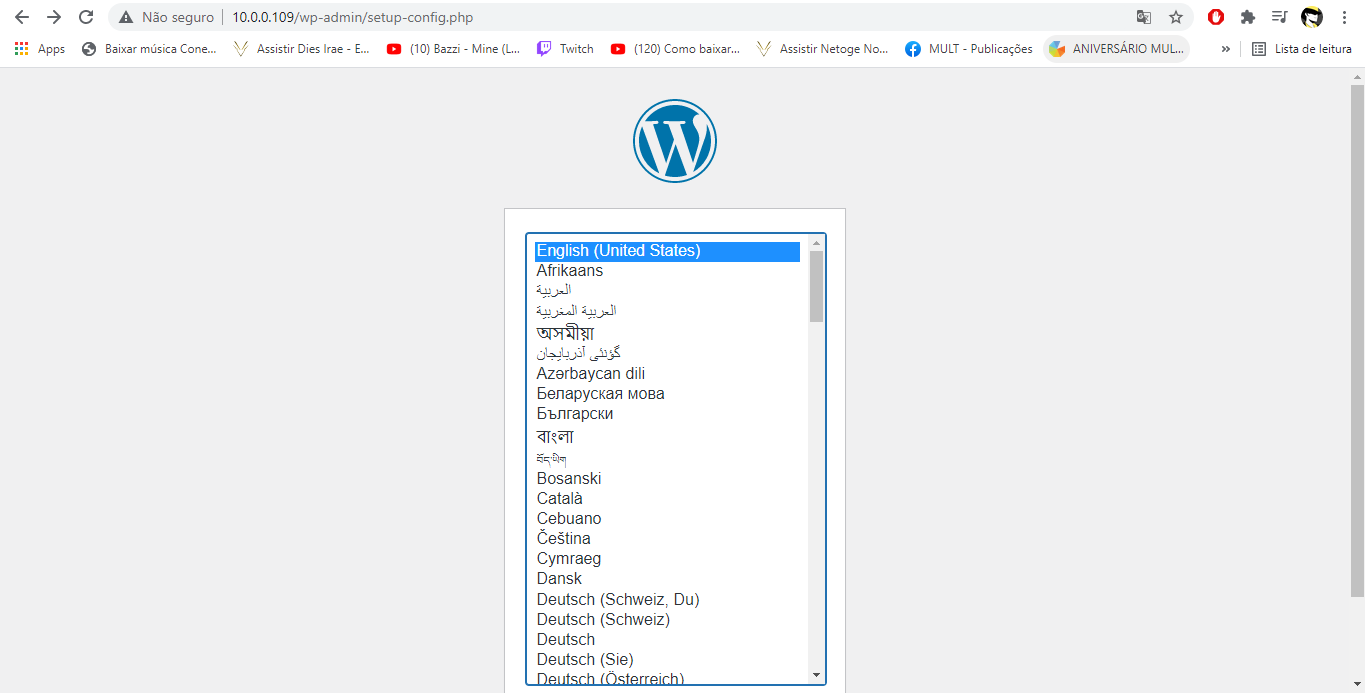 Não seguro
10.0.0.109/wp-admin/setup-config.php
Apps
Baixar música Cone...
Assistir Dies Irae - E...
(10) Bazzi - Mine (L...
Twitch
(120) Como baixar...
Assistir Netoge No...
MULT - Publicações
ANIVERSÁRIO MUL...
»
Lista de leitura
English (United States)
Afrikaans
العربية
العربية المغربية
অসমীয়া
گؤنئی آذربایجان
Azərbaycan dili
Беларуская мова
Български
বাংলা
བོད་ཡིག
Bosanski
Català
Cebuano
Čeština
Cymraeg
Dansk
Deutsch (Schweiz, Du)
Deutsch (Schweiz)
Deutsch
Deutsch (Sie)
Deutsch (Österreich)